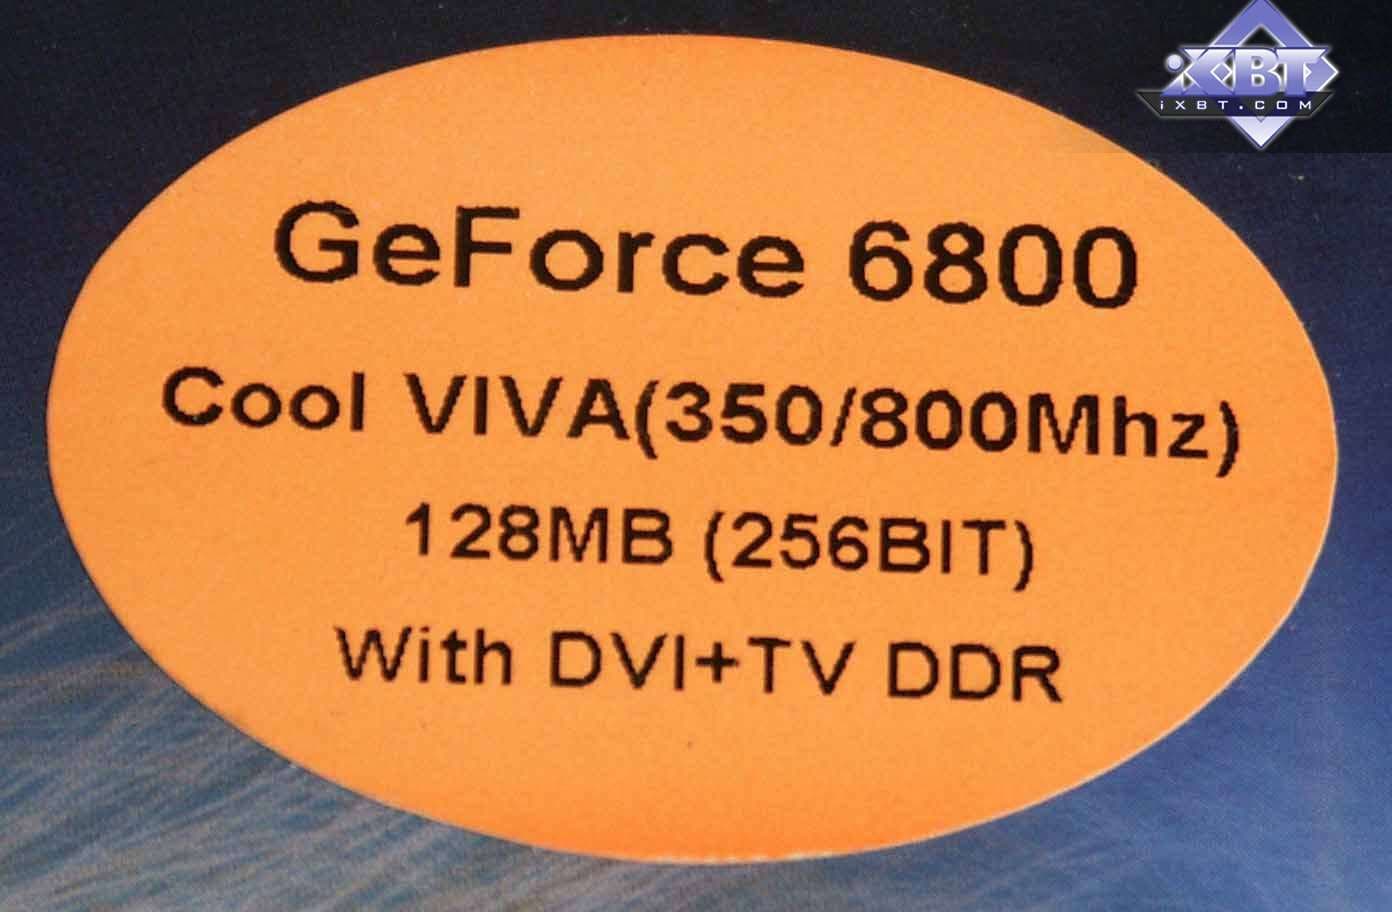 iXBT
iXBT.COM
GeForce 6800
Cool VIVA(350/800Mhz)
128MB (256BIT)
With DVI+TV DDR